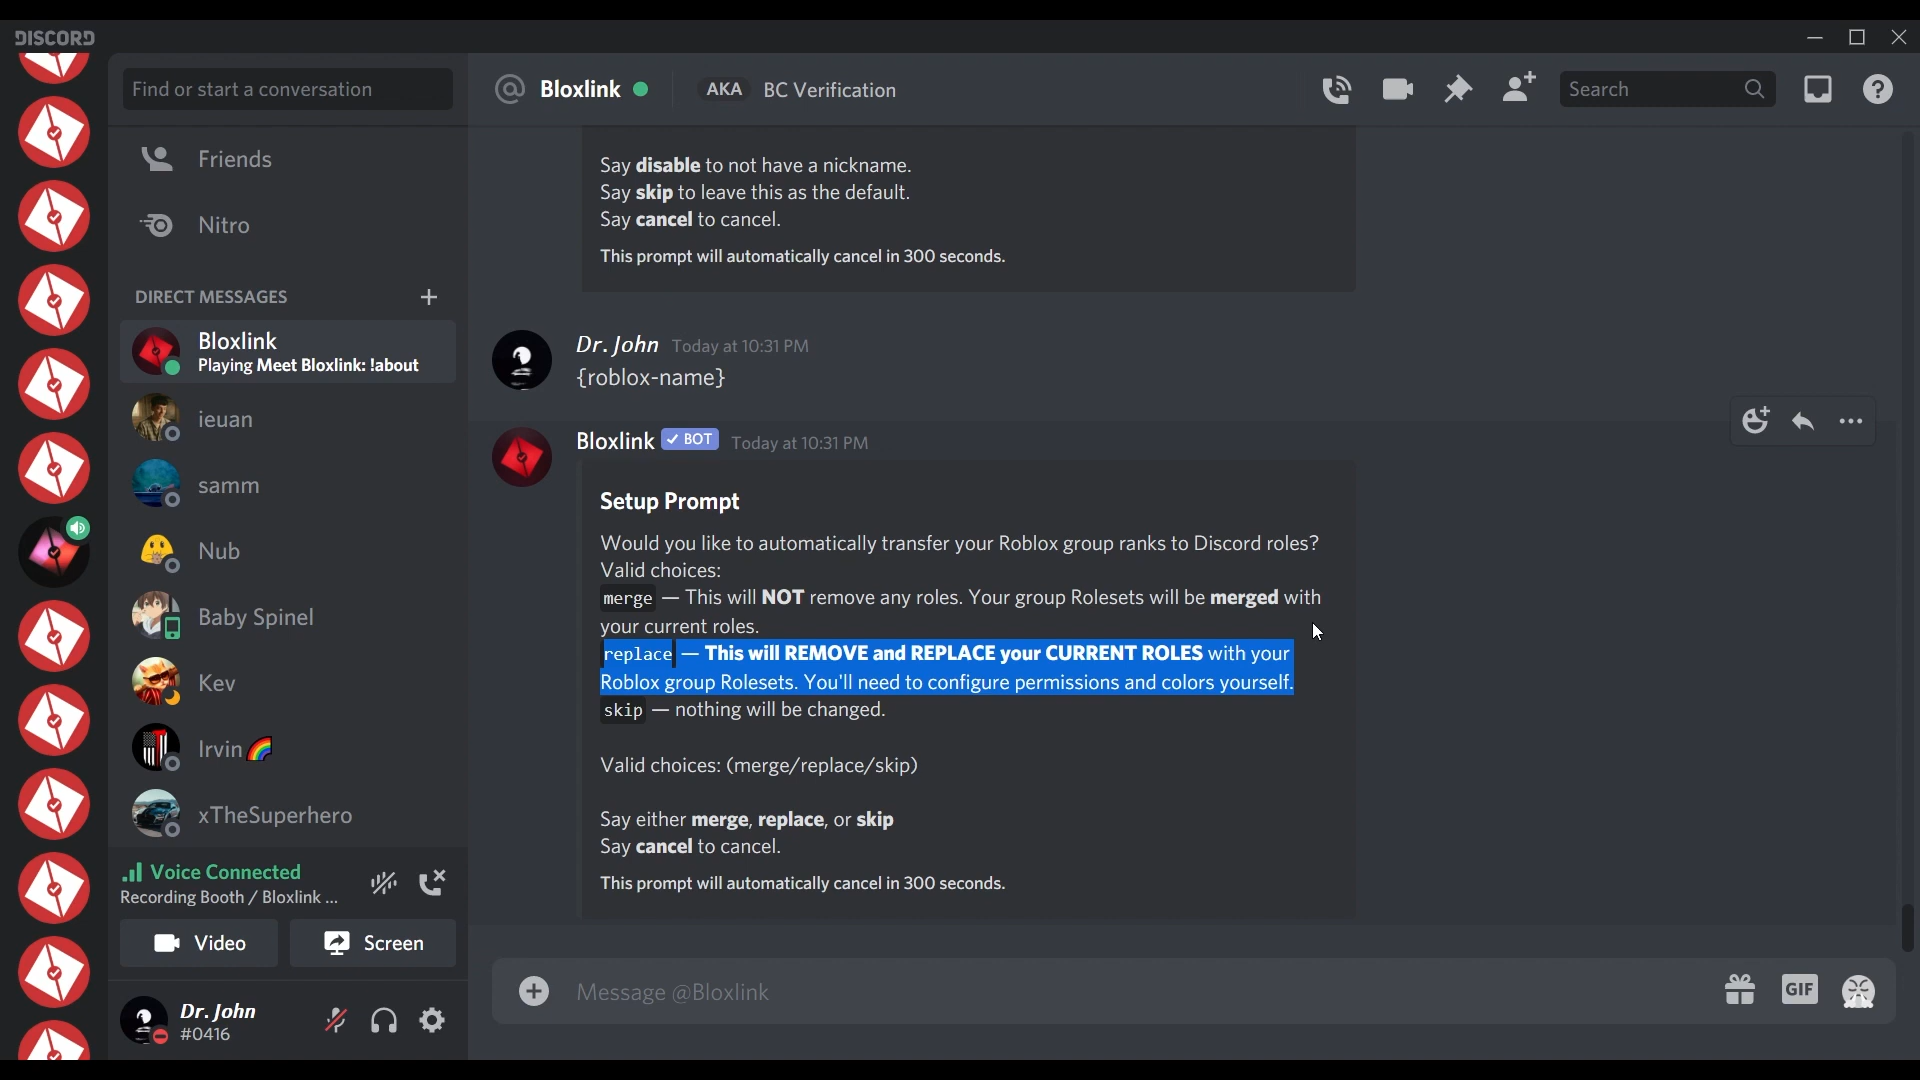 DISCORD
Find or start a conversation
Bloxlink
AKA
BC Verification
Search
Friends
Nitro
DIRECT MESSAGES
Bloxlink
Playing Meet Bloxlink: !about
ieuan
samm
Nub
Baby Spinel
Kev
Irvin🌈
xTheSuperhero
Voice Connected
Recording Booth / Bloxlink ...
Video
Screen
Dr. John
#0416
Say disable to not have a nickname.
Say skip to leave this as the default.
Say cancel to cancel.
This prompt will automatically cancel in 300 seconds.
Dr. John Today at 10:31 PM
{roblox-name}
Bloxlink ✓ BOT Today at 10:31 PM
Setup Prompt
Would you like to automatically transfer your Roblox group ranks to Discord roles?
Valid choices:
merge — This will NOT remove any roles. Your group Rolesets will be merged with
your current roles.
replace — This will REMOVE and REPLACE your CURRENT ROLES with your
Roblox group Rolesets. You'll need to configure permissions and colors yourself.
skip — nothing will be changed.
Valid choices: (merge/replace/skip)
Say either merge, replace, or skip
Say cancel to cancel.
This prompt will automatically cancel in 300 seconds.
Message @Bloxlink
GIF